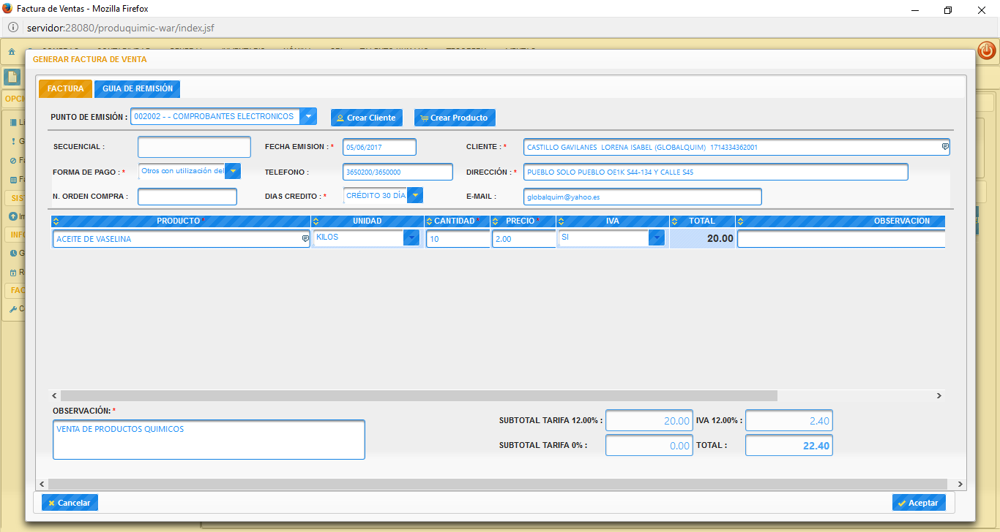 Factura de Ventas - Mozilla Firefox
servidor:28080/produquimic-war/index.jsf
GENERAR FACTURA DE VENTA
OPCI
FACTURA GUIA DE REMISIÓN
PUNTO DE EMISIÓN : 002002 - - COMPROBANTES ELECTRONICOS Crear Cliente Crear Producto
SECUENCIAL : FECHA EMISION : * 05/06/2017 CLIENTE : * CASTILLO GAVILANES LORENA ISABEL (GLOBALQUIM) 1714334362001
FORMA DE PAGO : * Otros con utilización del TELEFONO : 3650200/3650000 DIRECCIÓN : * PUEBLO SOLO PUEBLO OE1K S44-134 Y CALLE S45
N. ORDEN COMPRA : DIAS CREDITO : * CRÉDITO 30 DÍA E-MAIL : globalquim@yahoo.es
SIST
INFO
FAC
PRODUCTO * UNIDAD CANTIDAD * PRECIO * IVA TOTAL OBSERVACION
ACEITE DE VASELINA KILOS 10 2.00 SI 20.00
OBSERVACIÓN: *
VENTA DE PRODUCTOS QUIMICOS
SUBTOTAL TARIFA 12.00% : 20.00 IVA 12.00% : 2.40
SUBTOTAL TARIFA 0% : 0.00 TOTAL : 22.40
Cancelar Aceptar